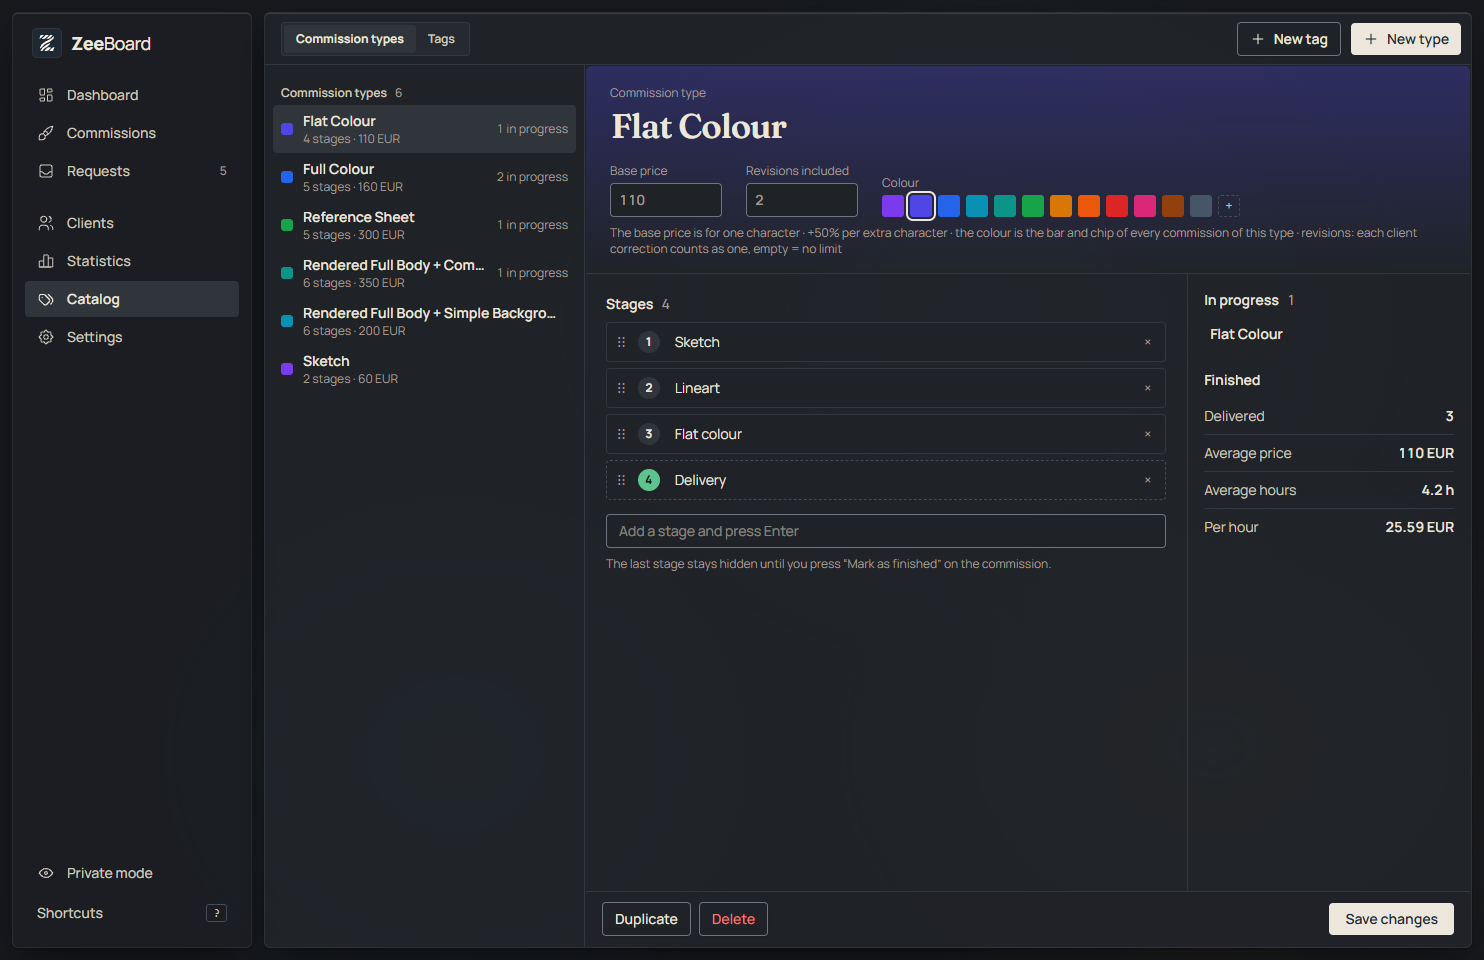 ZeeBoard
Dashboard
Commissions
Requests 5
Clients
Statistics
Catalog
Settings
Private mode
Shortcuts ?
Commission types Tags
New tag
New type
Commission types 6
Flat Colour
4 stages · 110 EUR
1 in progress
Full Colour
5 stages · 160 EUR
2 in progress
Reference Sheet
5 stages · 300 EUR
1 in progress
Rendered Full Body + Com...
6 stages · 350 EUR
1 in progress
Rendered Full Body + Simple Backgro...
6 stages · 200 EUR
Sketch
2 stages · 60 EUR
Commission type
Flat Colour
Base price
110
Revisions included
2
Colour
+
The base price is for one character · +50% per extra character · the colour is the bar and chip of every commission of this type · revisions: each client
correction counts as one, empty = no limit
Stages 4
1 Sketch ×
2 Lineart ×
3 Flat colour ×
4 Delivery ×
Add a stage and press Enter
The last stage stays hidden until you press "Mark as finished" on the commission.
In progress 1
Flat Colour
Finished
Delivered 3
Average price 110 EUR
Average hours 4.2 h
Per hour 25.59 EUR
Duplicate
Delete
Save changes